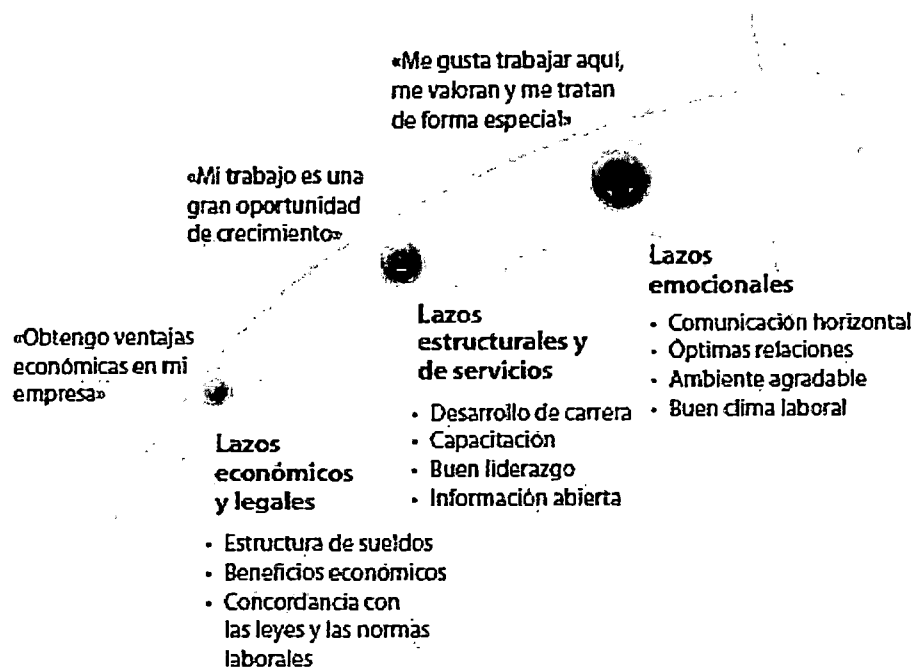 «Me gusta trabajar aquí,
me valoran y me tratan
de forma especial»
«Mi trabajo es una
gran oportunidad
de crecimiento»
«Obtengo ventajas
económicas en mi
empresa»
Lazos
emocionales
• Comunicación horizontal
• Óptimas relaciones
• Ambiente agradable
• Buen clima laboral
Lazos
estructurales y
de servicios
• Desarrollo de carrera
• Capacitación
• Buen liderazgo
• Información abierta
Lazos
económicos
y legales
• Estructura de sueldos
• Beneficios económicos
• Concordancia con
las leyes y las normas
laborales